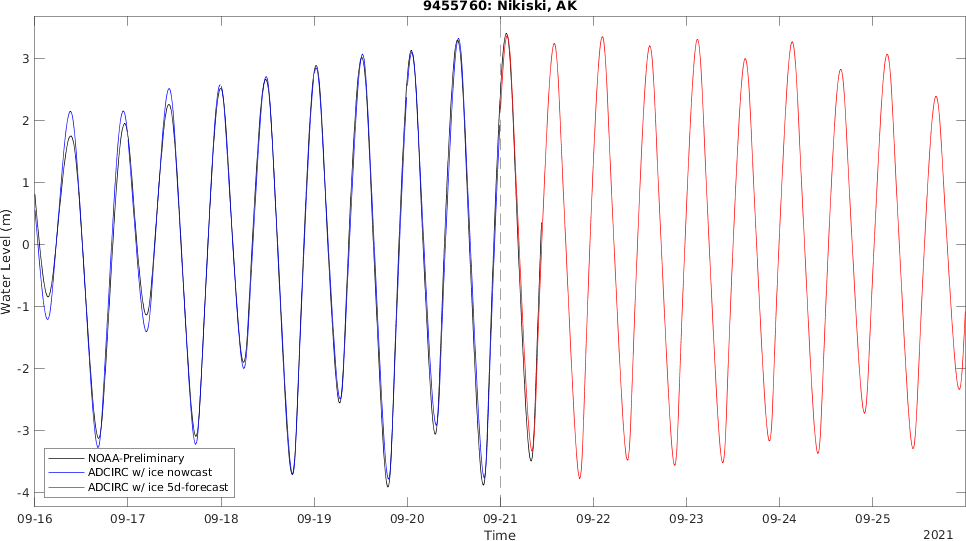 9455760: Nikiski, AK
Water Level (m)
3
2
1
0
-1
-2
-3
-4
NOAA-Preliminary
ADCIRC w/ ice nowcast
ADCIRC w/ ice 5d-forecast
09-16 09-17 09-18 09-19 09-20 09-21 09-22 09-23 09-24 09-25
Time
2021